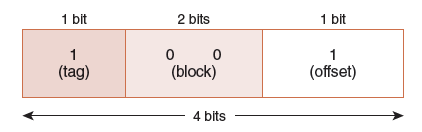 1 bit 2 bits 1 bit
1 0 0 1
(tag) (block) (offset)
4 bits